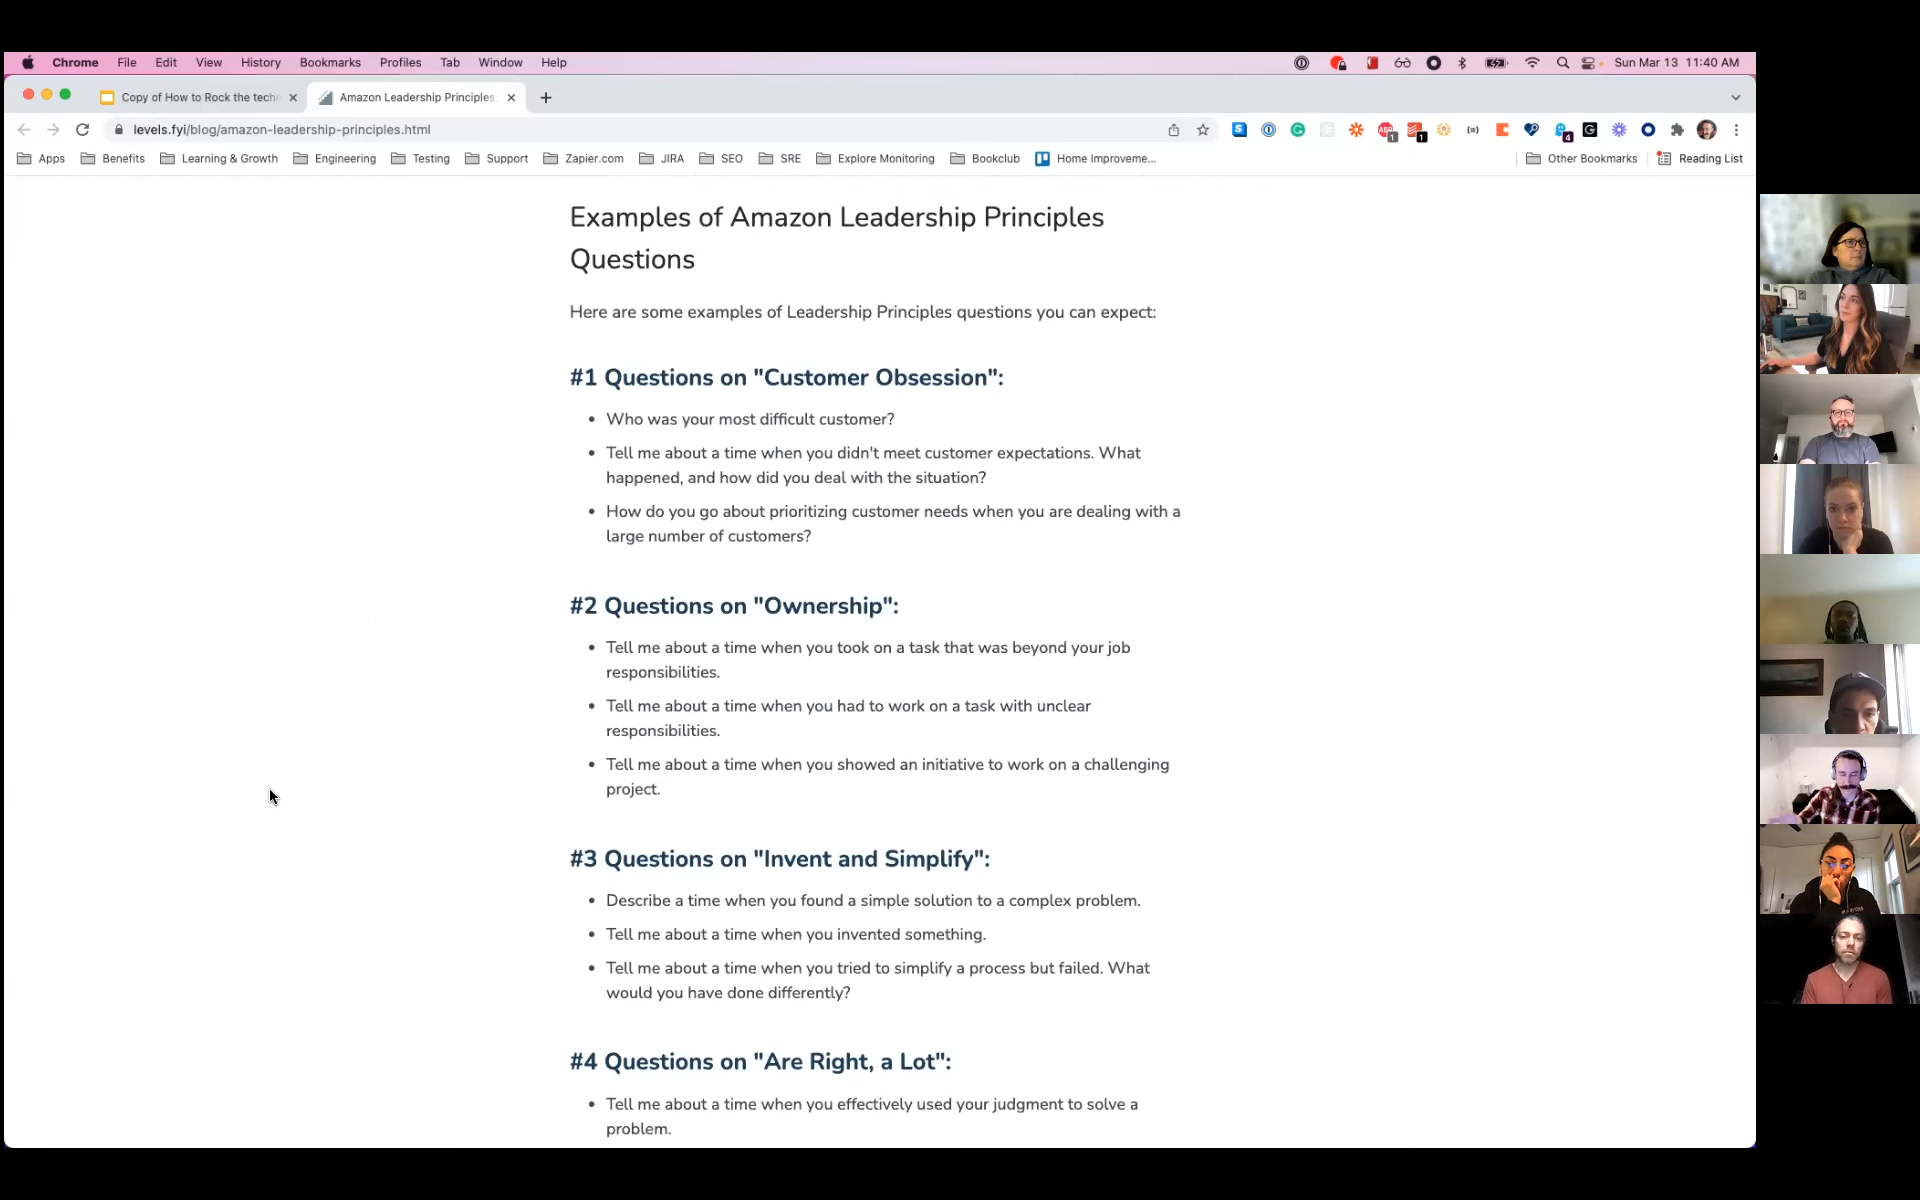 Chrome File Edit View History Bookmarks Profiles Tab Window Help Sun Mar 13 11:40 AM
Copy of How to Rock the tech Amazon Leadership Principles
levels.fyi/blog/amazon-leadership-principles.html
Apps Benefits Learning & Growth Engineering Testing Support Zapier.com JIRA SEO SRE Explore Monitoring Bookclub Home Improveme... Other Bookmarks Reading List
Examples of Amazon Leadership Principles
Questions
Here are some examples of Leadership Principles questions you can expect:
#1 Questions on "Customer Obsession":
• Who was your most difficult customer?
• Tell me about a time when you didn't meet customer expectations. What
happened, and how did you deal with the situation?
• How do you go about prioritizing customer needs when you are dealing with a
large number of customers?
#2 Questions on "Ownership":
• Tell me about a time when you took on a task that was beyond your job
responsibilities.
• Tell me about a time when you had to work on a task with unclear
responsibilities.
• Tell me about a time when you showed an initiative to work on a challenging
project.
#3 Questions on "Invent and Simplify":
• Describe a time when you found a simple solution to a complex problem.
• Tell me about a time when you invented something.
• Tell me about a time when you tried to simplify a process but failed. What
would you have done differently?
#4 Questions on "Are Right, a Lot":
• Tell me about a time when you effectively used your judgment to solve a
problem.